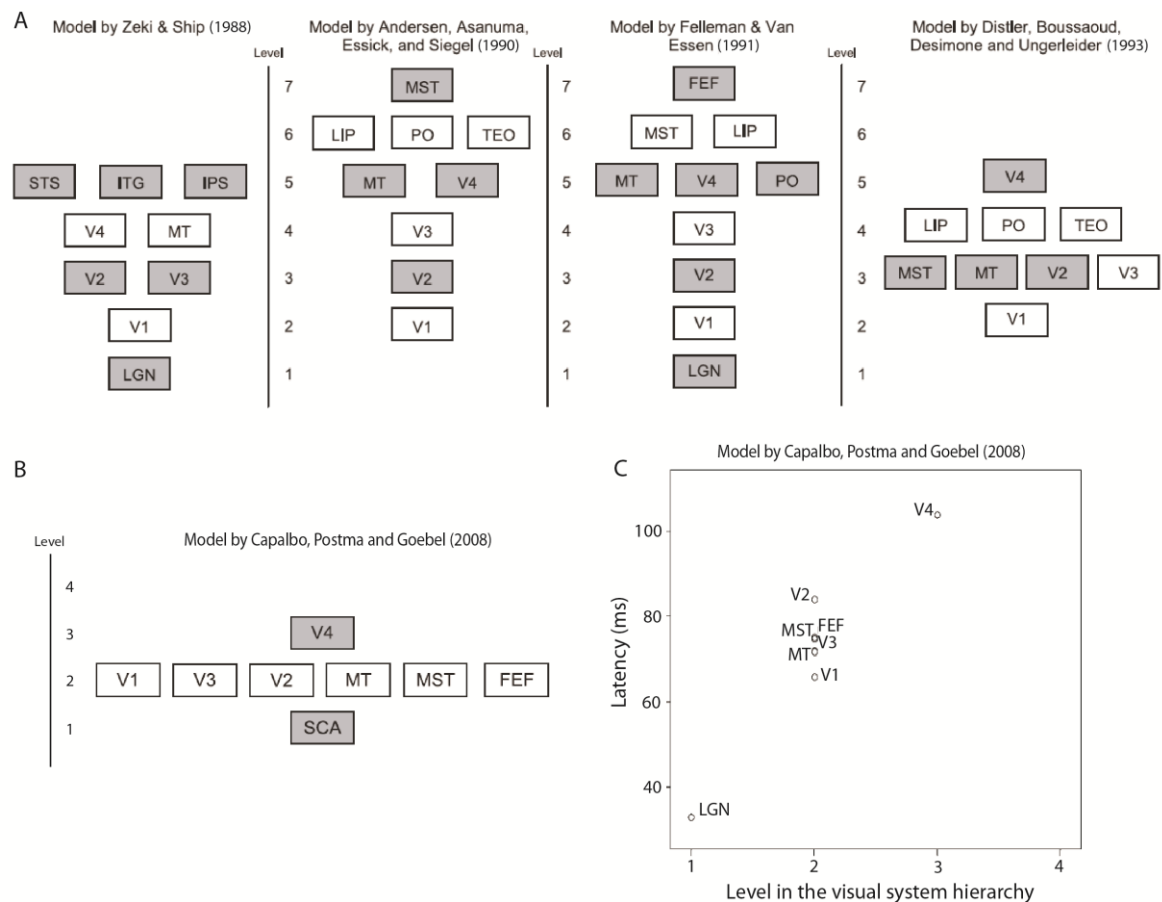 A
Model by Zeki & Ship (1988)
Model by Andersen, Asanuma,
Essick, and Siegel (1990)
Model by Felleman & Van
Essen (1991)
Model by Distler, Boussaoud,
Desimone and Ungerleider (1993)
Level Level Level
7 MST 7 FEF 7
6 LIP PO TEO 6 MST LIP 6
STS ITG IPS 5 MT V4 5 MT V4 PO 5 V4
V4 MT 4 V3 4 V3 4 LIP PO TEO
V2 V3 3 V2 3 V2 3 MST MT V2 V3
V1 2 V1 2 V1 2 V1
LGN 1 1 LGN 1
B
Level
Model by Capalbo, Postma and Goebel (2008)
4
3 V4
2 V1 V3 V2 MT MST FEF
1 SCA
C
Model by Capalbo, Postma and Goebel (2008)
Latency (ms)
100
80
60
40
V4
V2
MST FEF
V3
MT
V1
LGN
1 2 3 4
Level in the visual system hierarchy